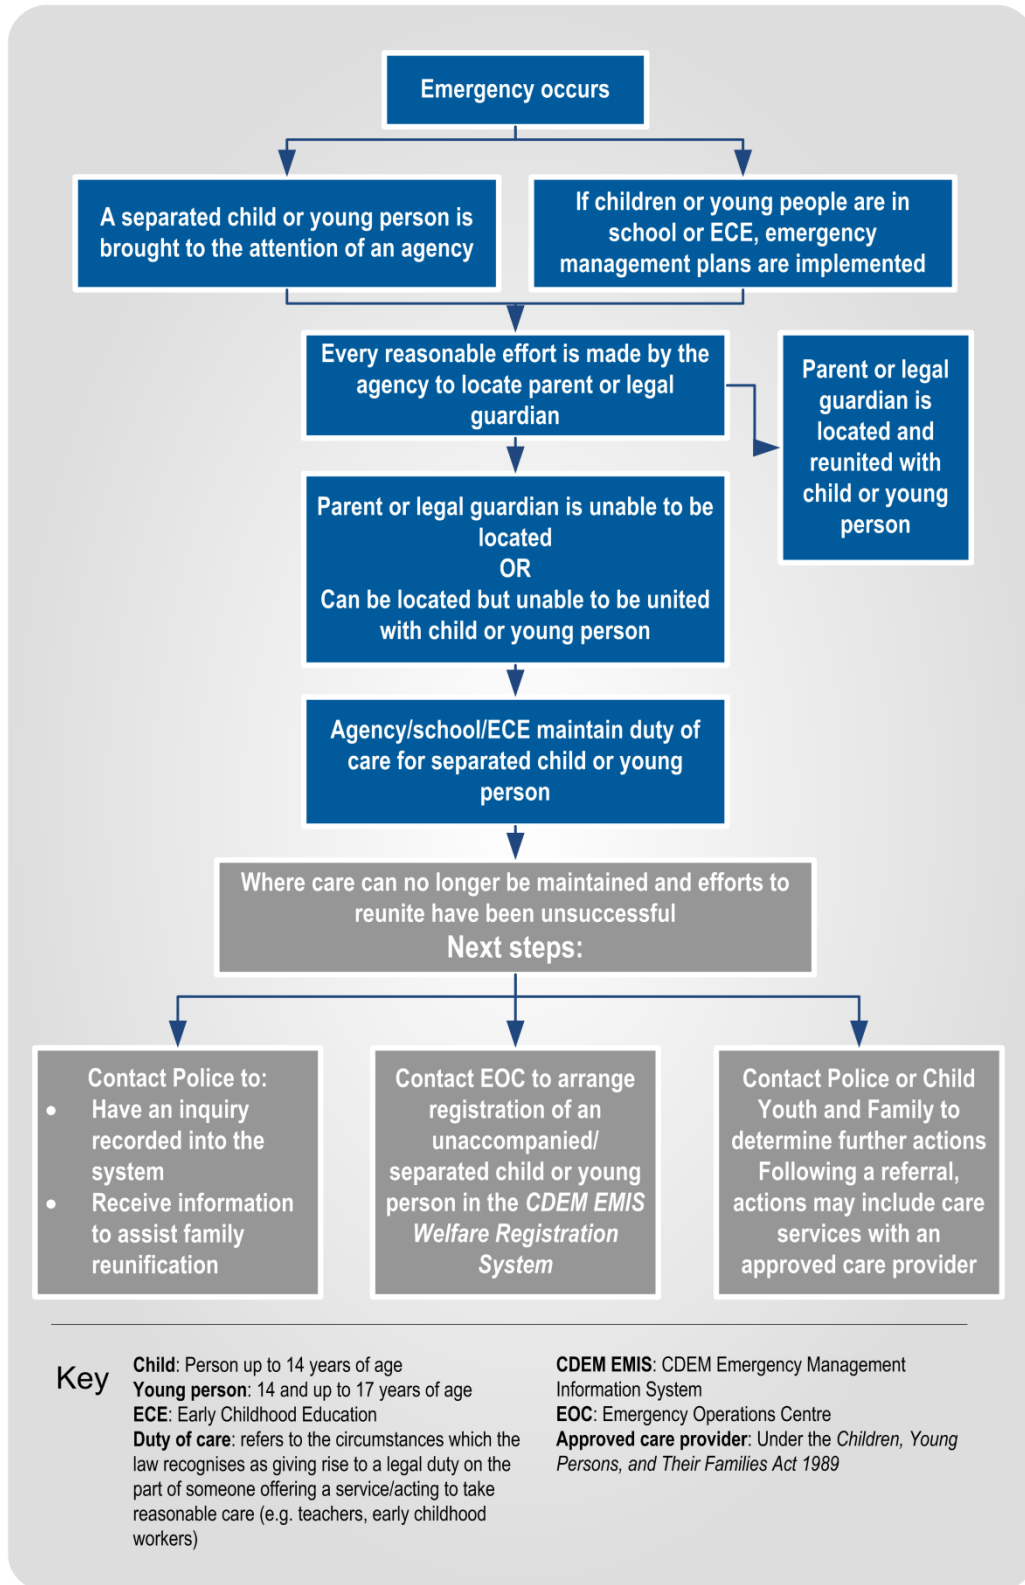 Emergency occurs
A separated child or young person is
brought to the attention of an agency
If children or young people are in
school or ECE, emergency
management plans are implemented
Every reasonable effort is made by the
agency to locate parent or legal
guardian
Parent or legal
guardian is
located and
reunited with
child or young
person
Parent or legal guardian is unable to be
located
OR
Can be located but unable to be united
with child or young person
Agency/school/ECE maintain duty of
care for separated child or young
person
Where care can no longer be maintained and efforts to
reunite have been unsuccessful
Next steps:
Contact Police to:
• Have an inquiry
recorded into the
system
• Receive information
to assist family
reunification
Contact EOC to arrange
registration of an
unaccompanied/
separated child or young
person in the CDEM EMIS
Welfare Registration
System
Contact Police or Child
Youth and Family to
determine further actions
Following a referral,
actions may include care
services with an
approved care provider
Key
Child: Person up to 14 years of age
Young person: 14 and up to 17 years of age
ECE: Early Childhood Education
Duty of care: refers to the circumstances which the
law recognises as giving rise to a legal duty on the
part of someone offering a service/acting to take
reasonable care (e.g. teachers, early childhood
workers)
CDEM EMIS: CDEM Emergency Management
Information System
EOC: Emergency Operations Centre
Approved care provider: Under the Children, Young
Persons, and Their Families Act 1989